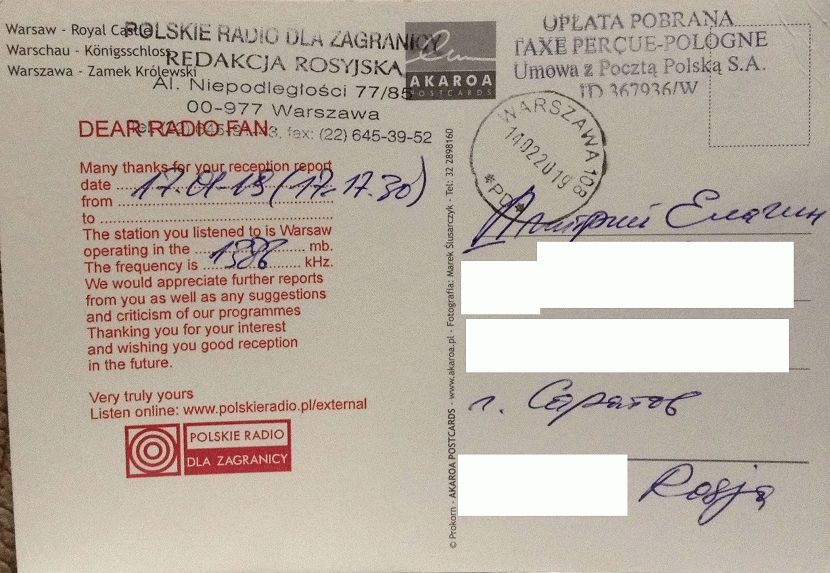 Warsaw - Royal Castle
Warschau - Königsschloss
Warszawa - Zamek Królewski
POLSKIE RADIO DLA ZAGRANICY
REDAKCJA ROSYJSKA
Al. Niepodległości 77/85
00-977 Warszawa
fax: (22) 645-39-52
AKAROA
POSTCARDS
OPŁATA POBRANA
TAXE PERÇUE-POLOGNE
Umowa z Pocztą Polską S.A.
ID 367936/W
WARSZAWA 108
14022019
DEAR RADIO FAN,
Many thanks for your reception report
date 17.01.19 (17-17.30)
from
to
The station you listened to is Warsaw
operating in the mb.
The frequency is 1386 kHz.
We would appreciate further reports
from you as well as any suggestions
and criticism of our programmes
Thanking you for your interest
and wishing you good reception
in the future.
Very truly yours
Listen online: www.polskieradio.pl/external
POLSKIE RADIO
DLA ZAGRANICY
© Prokorn - AKAROA POSTCARDS - www.akaroa.pl - Fotografia: Marek Ślusarczyk - Tel: 32 2898160
Дмитрий Елагин
г. Саратов
Rosja